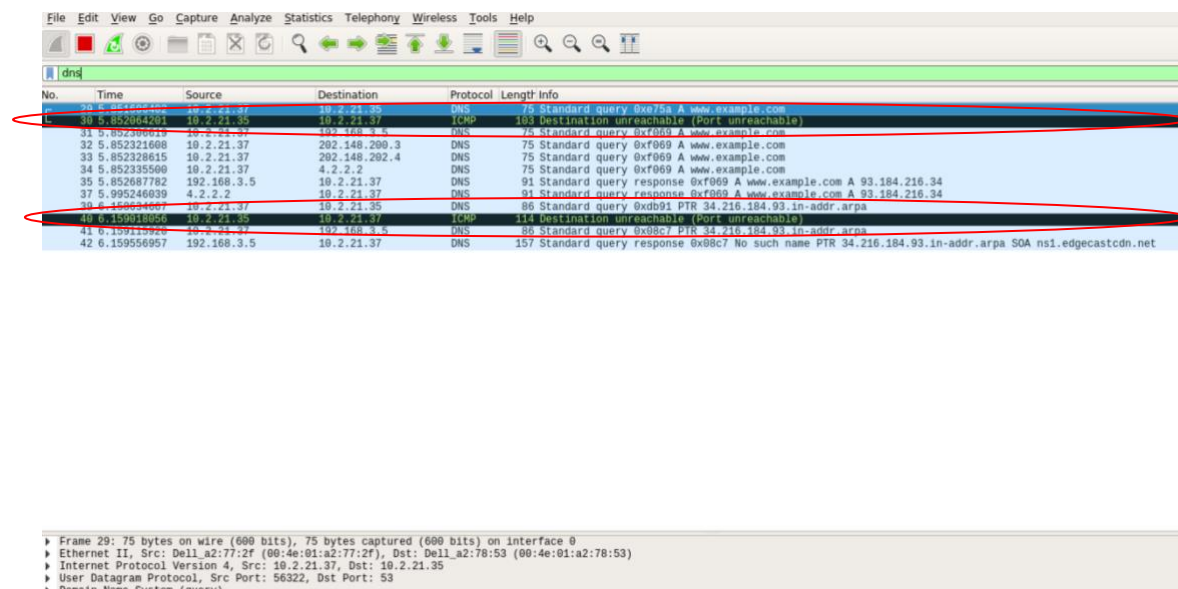 File Edit View Go Capture Analyze Statistics Telephony Wireless Tools Help
dns
No. Time Source Destination Protocol Length Info
29 5.851895402 10.2.21.37 10.2.21.35 DNS 75 Standard query 0xe75a A www.example.com
30 5.852064201 10.2.21.35 10.2.21.37 ICMP 103 Destination unreachable (Port unreachable)
31 5.852306619 10.2.21.37 192.168.3.5 DNS 75 Standard query 0xf069 A www.example.com
32 5.852321608 10.2.21.37 202.148.200.3 DNS 75 Standard query 0xf069 A www.example.com
33 5.852328615 10.2.21.37 202.148.202.4 DNS 75 Standard query 0xf069 A www.example.com
34 5.852335500 10.2.21.37 4.2.2.2 DNS 75 Standard query 0xf069 A www.example.com
35 5.852687782 192.168.3.5 10.2.21.37 DNS 91 Standard query response 0xf069 A www.example.com A 93.184.216.34
37 5.995246039 4.2.2.2 10.2.21.37 DNS 91 Standard query response 0xf069 A www.example.com A 93.184.216.34
39 10.2.21.37 10.2.21.35 DNS 86 Standard query 0xdb91 PTR 34.216.184.93.in-addr.arpa
40 6.159018056 10.2.21.35 10.2.21.37 ICMP 114 Destination unreachable (Port unreachable)
41 10.2.21.37 192.168.3.5 DNS 86 Standard query 0x08c7 PTR 34.216.184.93.in-addr.arpa
42 6.159556957 192.168.3.5 10.2.21.37 DNS 157 Standard query response 0x08c7 No such name PTR 34.216.184.93.in-addr.arpa SOA ns1.edgecastcdn.net
Frame 29: 75 bytes on wire (600 bits), 75 bytes captured (600 bits) on interface 0
Ethernet II, Src: Dell_a2:77:2f (00:4e:01:a2:77:2f), Dst: Dell_a2:78:53 (00:4e:01:a2:78:53)
Internet Protocol Version 4, Src: 10.2.21.37, Dst: 10.2.21.35
User Datagram Protocol, Src Port: 56322, Dst Port: 53
Domain Name System (query)